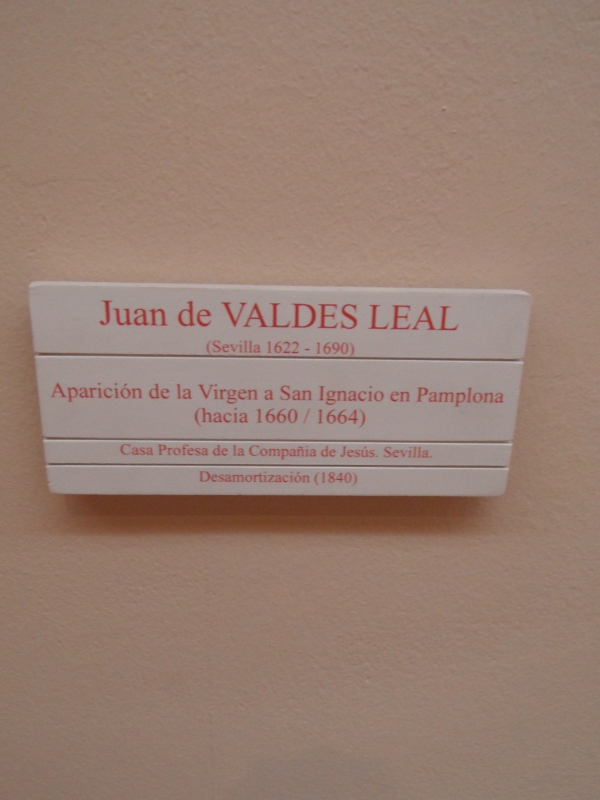 Juan de VALDES LEAL
(Sevilla 1622 - 1690)
Aparición de la Virgen a San Ignacio en Pamplona
(hacia 1660 / 1664)
Casa Profesa de la Compañia de Jesús. Sevilla.
Desamortización (1840)